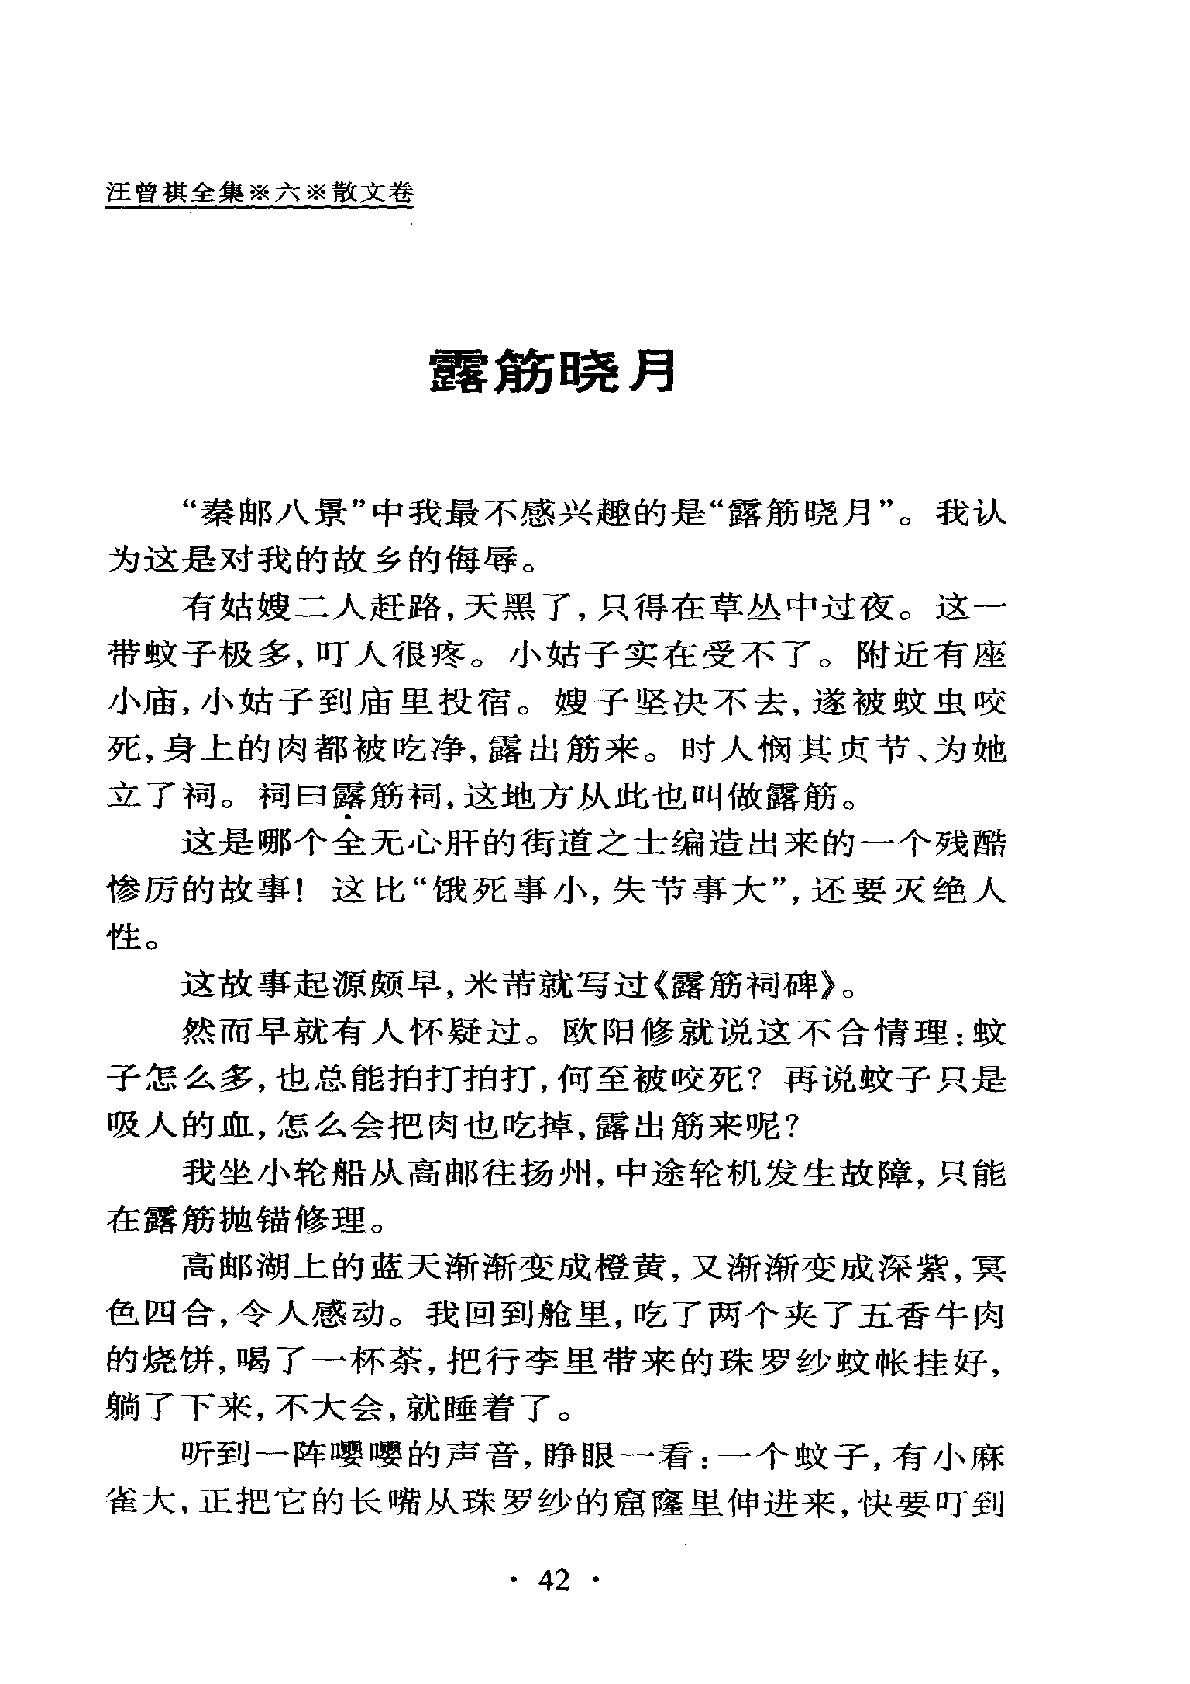 汪曾祺全集※六※散文卷
露筋晓月
“秦邮八景”中我最不感兴趣的是“露筋晓月”。我认
为这是对我的故乡的侮辱。
有姑嫂二人赶路,天黑了,只得在草丛中过夜。这一
带蚊子极多,叮人很疼。小姑子实在受不了。附近有座
小庙,小姑子到庙里投宿。嫂子坚决不去,遂被蚊虫咬
死,身上的肉都被吃净,露出筋来。时人悯其贞节、为她
立了祠。祠曰露筋祠,这地方从此也叫做露筋。
这是哪个全无心肝的街道之士编造出来的一个残酷
惨厉的故事!这比“饿死事小,失节事大”,还要灭绝人
性。
这故事起源颇早,米芾就写过《露筋祠碑》。
然而早就有人怀疑过。欧阳修就说这不合情理:蚊
子怎么多,也总能拍打拍打,何至被咬死?再说蚊子只是
吸人的血,怎么会把肉也吃掉,露出筋来呢?
我坐小轮船从高邮往扬州,中途轮机发生故障,只能
在露筋抛锚修理。
高邮湖上的蓝天渐渐变成橙黄,又渐渐变成深紫,冥
色四合,令人感动。我回到舱里,吃了两个夹了五香牛肉
的烧饼,喝了一杯茶,把行李里带来的珠罗纱蚊帐挂好,
躺了下来,不大会,就睡着了。
听到一阵嘤嘤的声音,睁眼一看:一个蚊子,有小麻
雀大,正把它的长嘴从珠罗纱的窟窿里伸进来,快要叮到
· 42 ·